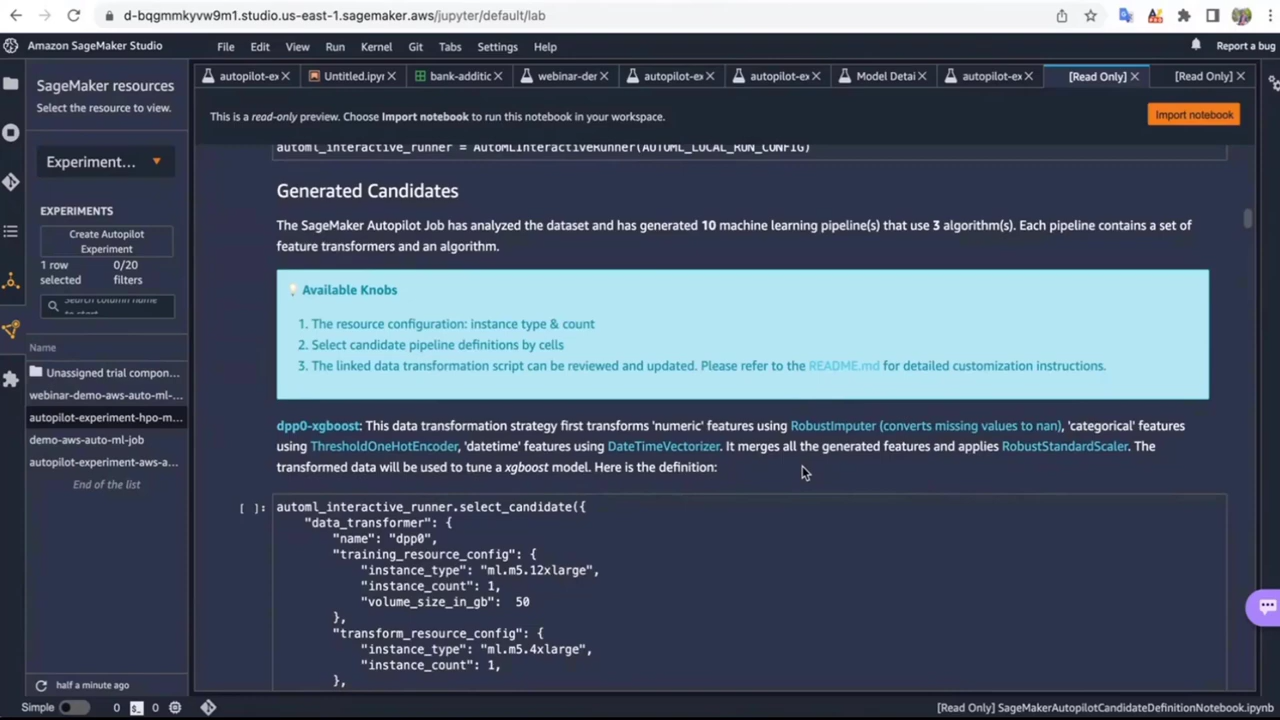 d-bqgmmkyvw9m1.studio.us-east-1.sagemaker.aws/jupyter/default/lab
Amazon SageMaker Studio File Edit View Run Kernel Git Tabs Settings Help Report a bug
autopilot-ex Untitled.ipyn bank-additic webinar-der autopilot-ex autopilot-ex Model Detai autopilot-ex [Read Only] [Read Only]
SageMaker resources
Select the resource to view.
This is a read-only preview. Choose Import notebook to run this notebook in your workspace.
Import notebook
Experiment...
EXPERIMENTS
Create Autopilot
Experiment
1 row
selected
0/20
filters
Search column name
to start
Name
Unassigned trial compon...
webinar-demo-aws-auto-ml-...
autopilot-experiment-hpo-m...
demo-aws-auto-ml-job
autopilot-experiment-aws-a...
End of the list
half a minute ago
automl_interactive_runner = AutoMLInteractiveRunner(AUTOML_LOCAL_RUN_CONFIG)
Generated Candidates
The SageMaker Autopilot Job has analyzed the dataset and has generated 10 machine learning pipeline(s) that use 3 algorithm(s). Each pipeline contains a set of
feature transformers and an algorithm.
Available Knobs
1. The resource configuration: instance type & count
2. Select candidate pipeline definitions by cells
3. The linked data transformation script can be reviewed and updated. Please refer to the README.md for detailed customization instructions.
dpp0-xgboost: This data transformation strategy first transforms 'numeric' features using RobustImputer (converts missing values to nan), 'categorical' features
using ThresholdOneHotEncoder, 'datetime' features using DateTimeVectorizer. It merges all the generated features and applies RobustStandardScaler. The
transformed data will be used to tune a xgboost model. Here is the definition:
[ ]: automl_interactive_runner.select_candidate({
"data_transformer": {
"name": "dpp0",
"training_resource_config": {
"instance_type": "ml.m5.12xlarge",
"instance_count": 1,
"volume_size_in_gb": 50
},
"transform_resource_config": {
"instance_type": "ml.m5.4xlarge",
"instance_count": 1,
},
Simple 0 0 [Read Only] SageMakerAutopilotCandidateDefinitionNotebook.ipynb